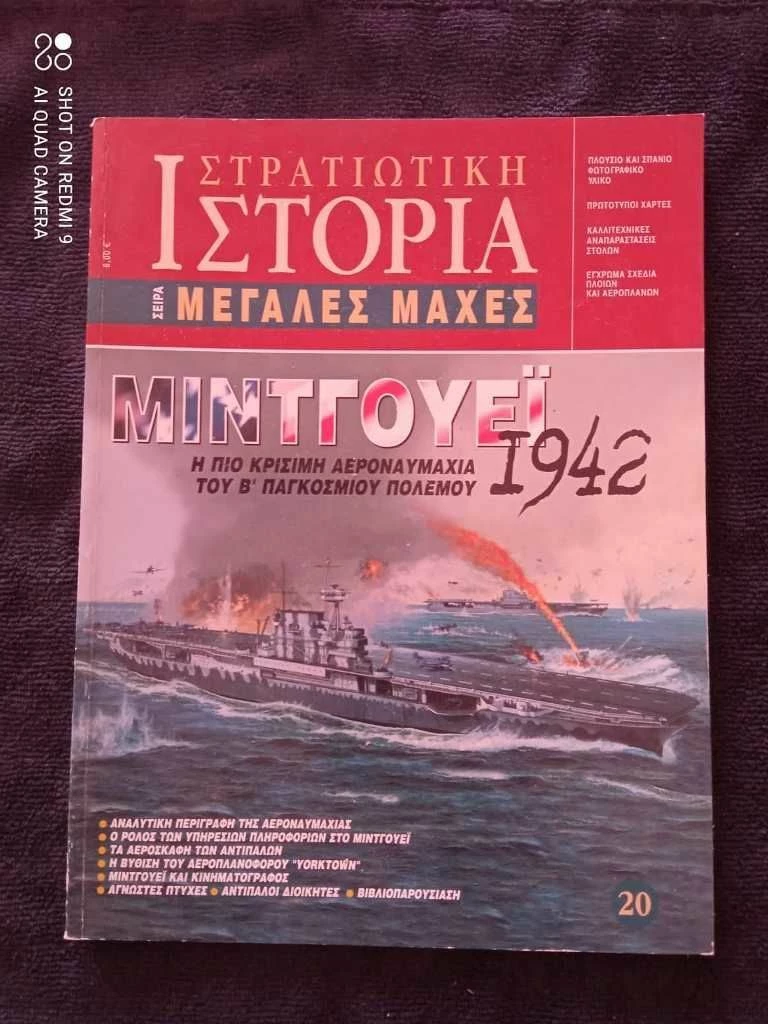 SHOT ON REDMI 9
AI QUAD CAMERA
ΣΤΡΑΤΙΩΤΙΚΗ
ΙΣΤΟΡΙΑ
8,00 €
ΣΕΙΡΑ
ΜΕΓΑΛΕΣ ΜΑΧΕΣ
ΠΛΟΥΣΙΟ ΚΑΙ ΣΠΑΝΙΟ
ΦΩΤΟΓΡΑΦΙΚΟ
ΥΛΙΚΟ
ΠΡΩΤΟΤΥΠΟΙ ΧΑΡΤΕΣ
ΚΑΛΛΙΤΕΧΝΙΚΕΣ
ΑΝΑΠΑΡΑΣΤΑΣΕΙΣ
ΣΤΟΛΩΝ
ΕΓΧΡΩΜΑ ΣΧΕΔΙΑ
ΠΛΟΙΩΝ
ΚΑΙ ΑΕΡΟΠΛΑΝΩΝ
ΜΙΝΤΓΟΥΕΪ
1942
Η ΠΙΟ ΚΡΙΣΙΜΗ ΑΕΡΟΝΑΥΜΑΧΙΑ
ΤΟΥ Β' ΠΑΓΚΟΣΜΙΟΥ ΠΟΛΕΜΟΥ
• ΑΝΑΛΥΤΙΚΗ ΠΕΡΙΓΡΑΦΗ ΤΗΣ ΑΕΡΟΝΑΥΜΑΧΙΑΣ
• Ο ΡΟΛΟΣ ΤΩΝ ΥΠΗΡΕΣΙΩΝ ΠΛΗΡΟΦΟΡΙΩΝ ΣΤΟ ΜΙΝΤΓΟΥΕΪ
• ΤΑ ΑΕΡΟΣΚΑΦΗ ΤΩΝ ΑΝΤΙΠΑΛΩΝ
• Η ΒΥΘΙΣΗ ΤΟΥ ΑΕΡΟΠΛΑΝΟΦΟΡΟΥ "YORKTOWN"
• ΜΙΝΤΓΟΥΕΪ ΚΑΙ ΚΙΝΗΜΑΤΟΓΡΑΦΟΣ
• ΑΓΝΩΣΤΕΣ ΠΤΥΧΕΣ • ΑΝΤΙΠΑΛΟΙ ΔΙΟΙΚΗΤΕΣ • ΒΙΒΛΙΟΠΑΡΟΥΣΙΑΣΗ
20